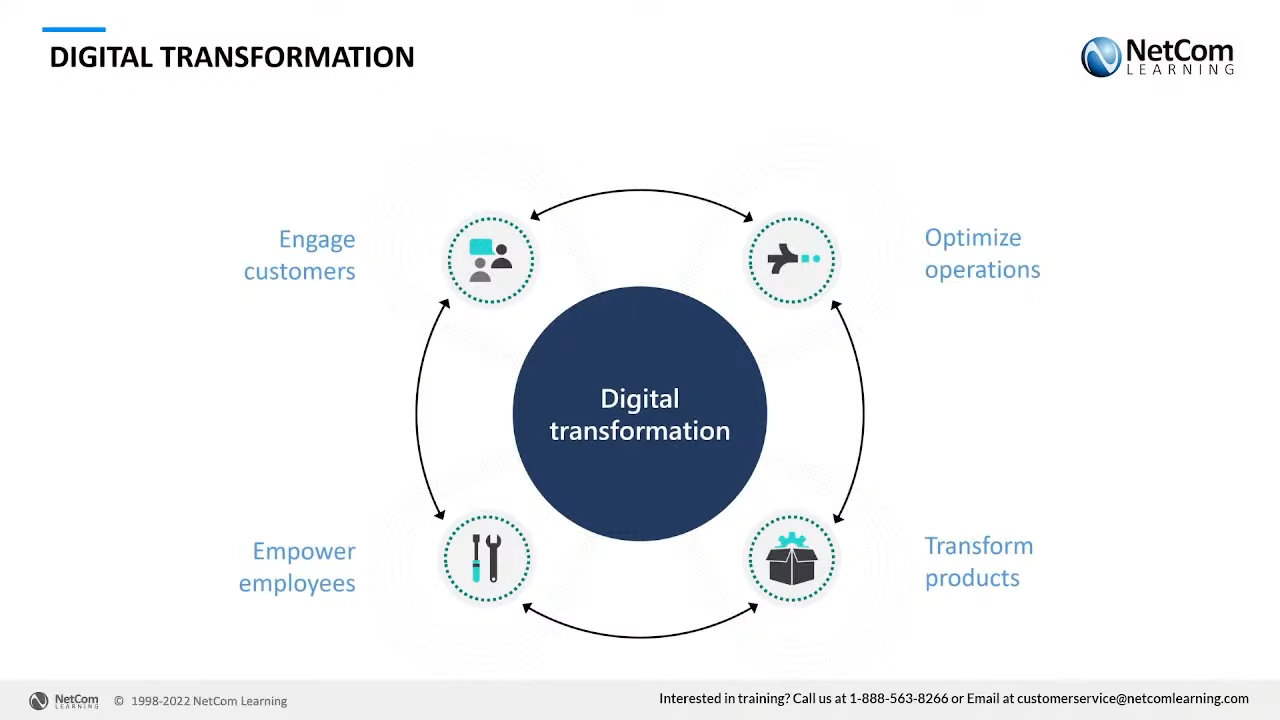 DIGITAL TRANSFORMATION
NetCom
LEARNING
Engage
customers
Optimize
operations
Digital
transformation
Empower
employees
Transform
products
NetCom
LEARNING
© 1998-2022 NetCom Learning
Interested in training? Call us at 1-888-563-8266 or Email at customerservice@netcomlearning.com